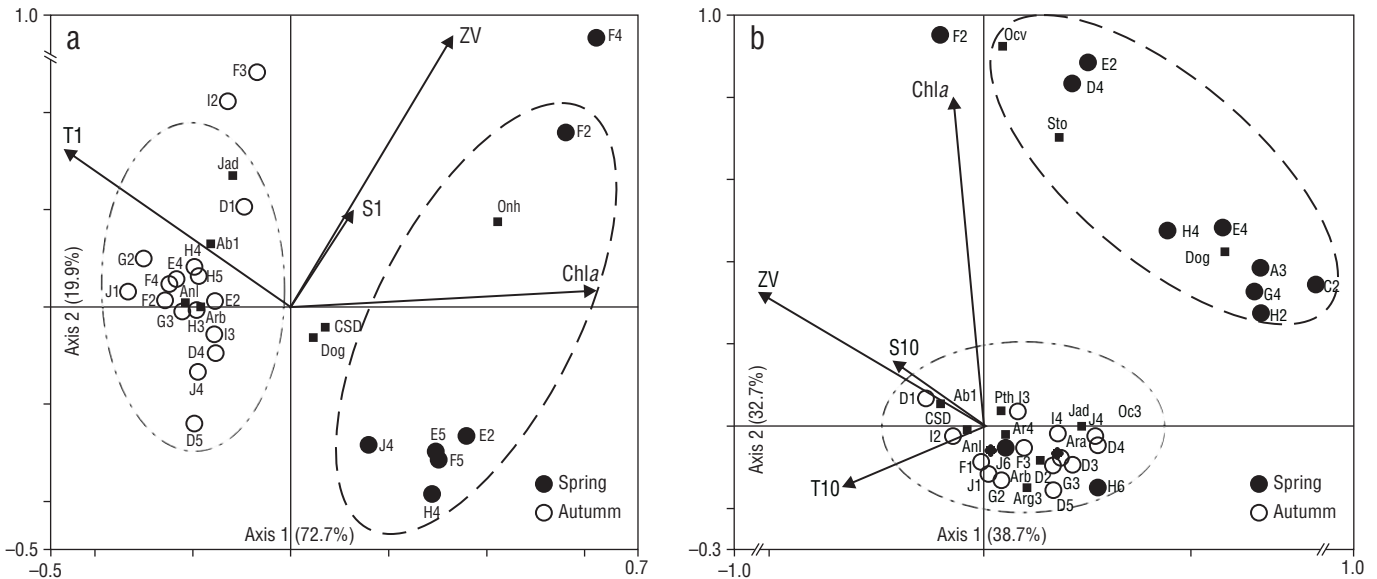 1.0
a
ZV
F4
F3
I2
F2
T1
Jad
D1
Onh
S1
Ab1
G2
H4
E4
H5
F4
Chla
J1
Anl
F2
E2
G3
H3
Arb
CSD
I3
Dog
D4
J4
E5
E2
J4
F5
D5
H4
Spring
Autumm
Axis 2 (19.9%)
Axis 1 (72.7%)
–0.5
–0.5
0.7
1.0
b
F2
Ocv
E2
Chla
D4
Sto
H4
E4
Dog
A3
ZV
G4
C2
H2
S10
D1
Ab1
Pth
I3
Jad
Oc3
CSD
I4
J4
I2
Ar4
Anl
Ara
D4
F1
J6
F3
D3
J1
Arb
D2
T10
G2
G3
H6
Arg3
D5
Spring
Autumm
Axis 2 (32.7%)
Axis 1 (38.7%)
–0.3
–1.0
1.0